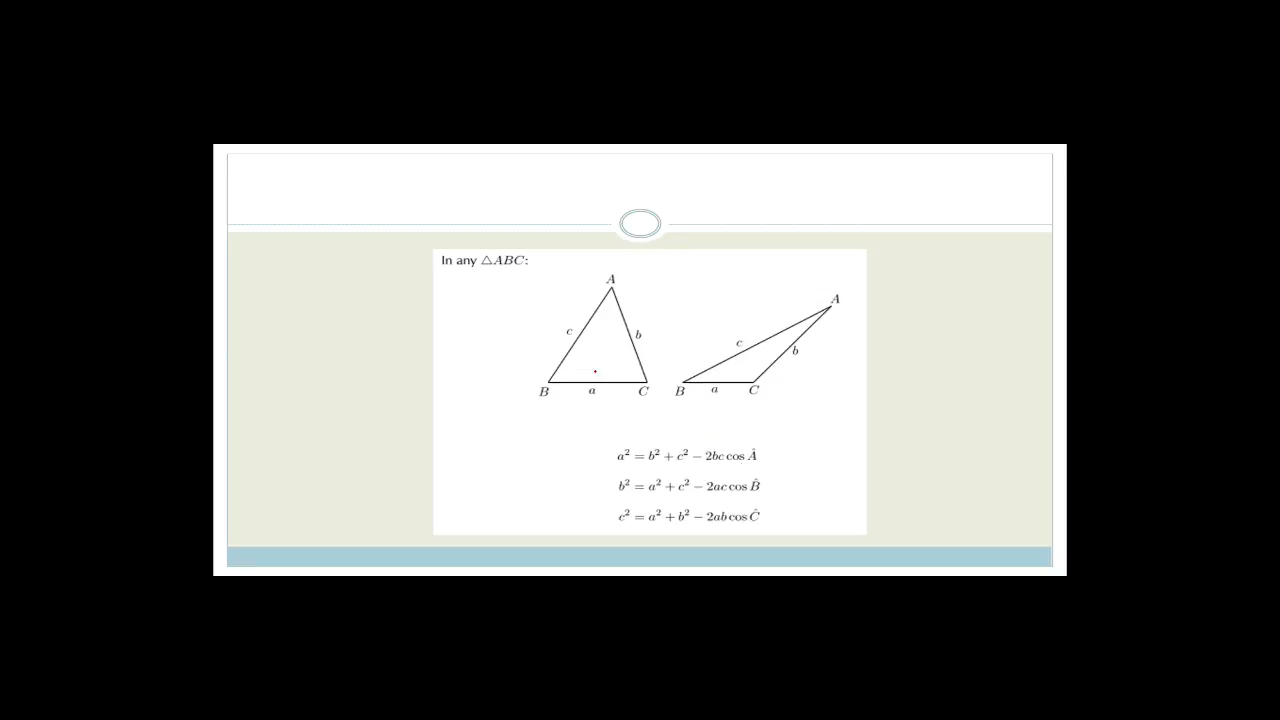 In any △ABC:
A
A
c
b
c
b
B
a
C
B
a
C
a² = b² + c² − 2bc cos Â
b² = a² + c² − 2ac cos B̂
c² = a² + b² − 2ab cos Ĉ